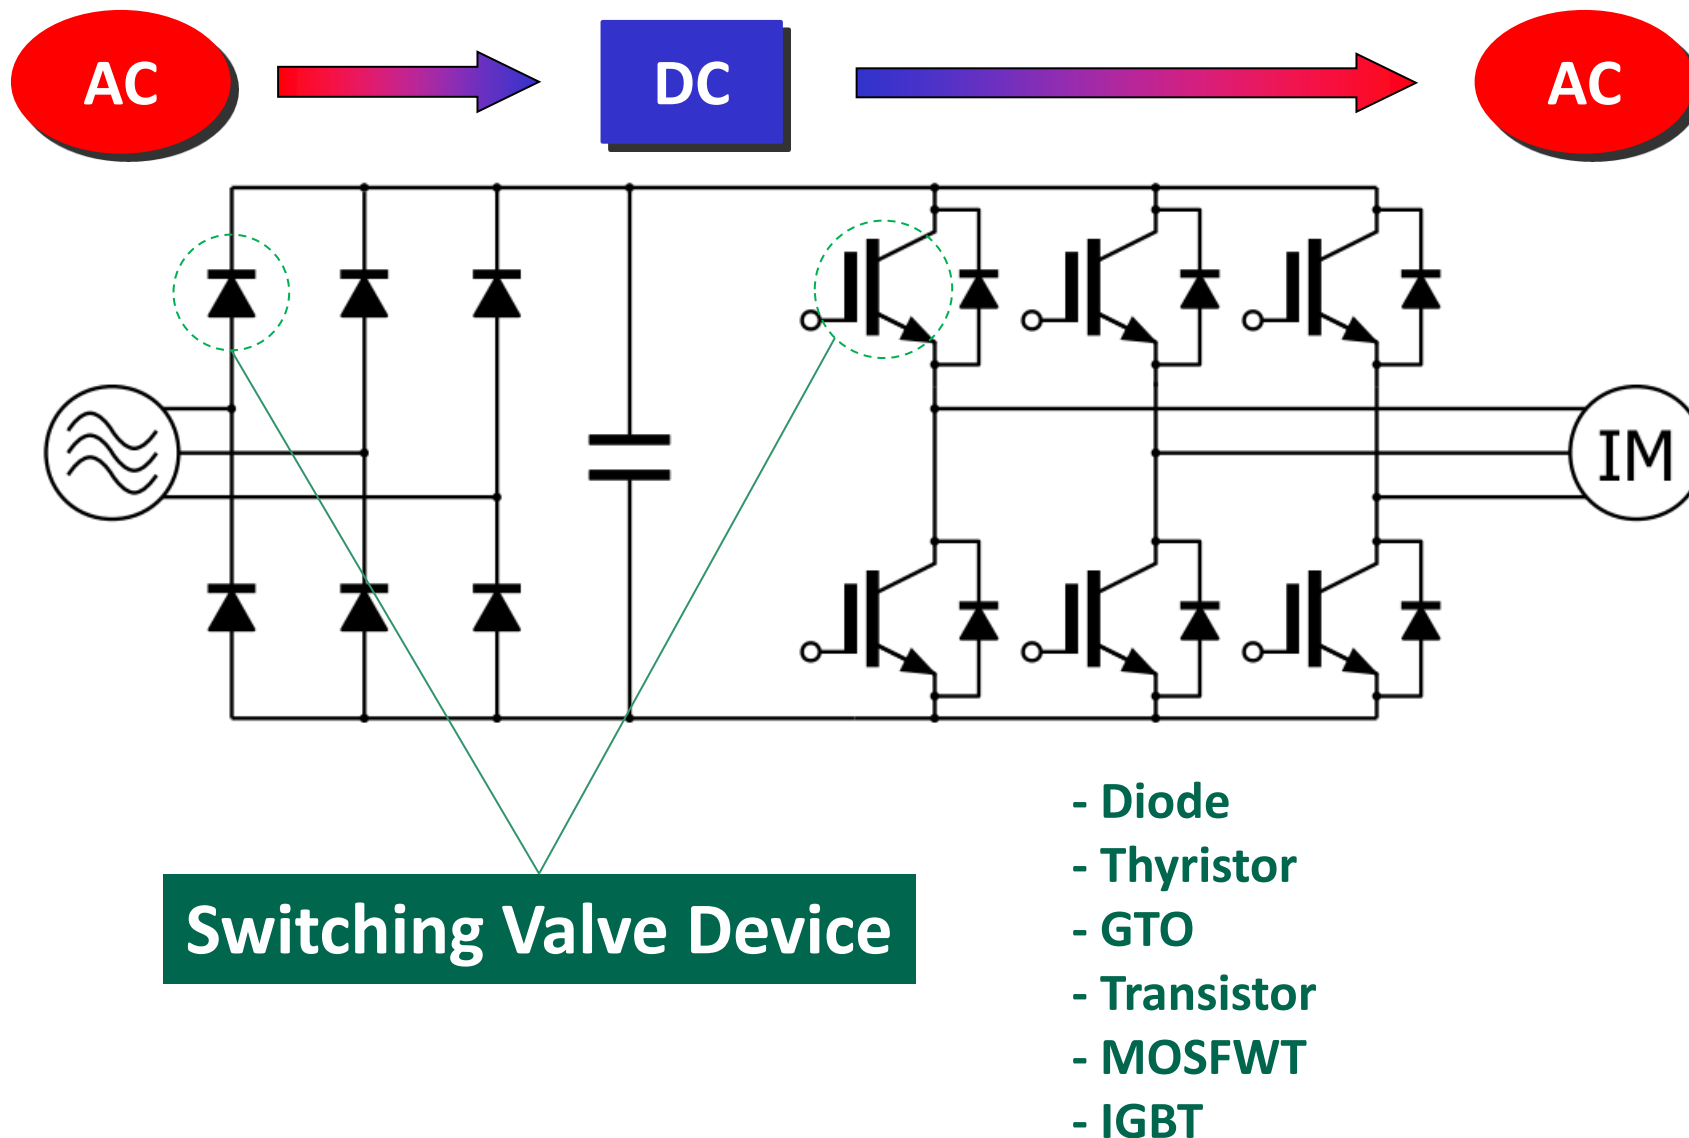 AC
DC
AC
IM
Switching Valve Device
- Diode
- Thyristor
- GTO
- Transistor
- MOSFWT
- IGBT